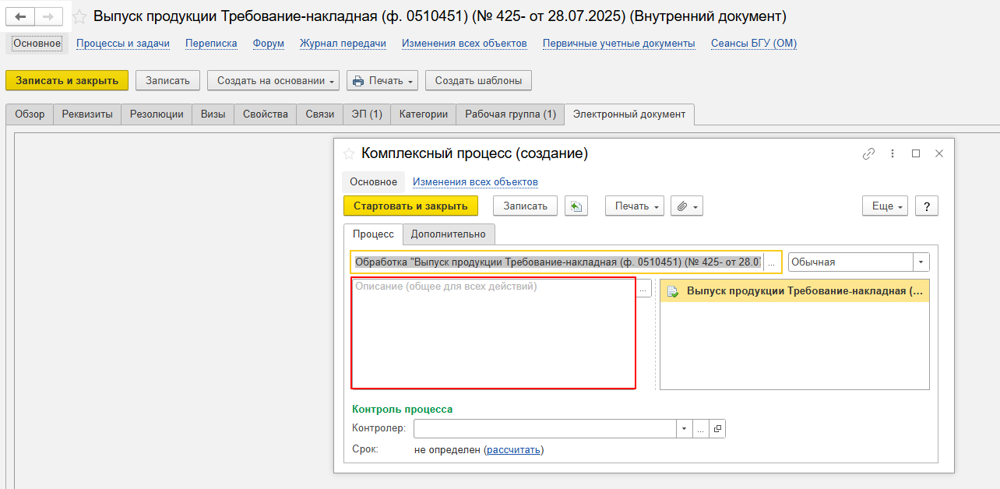 Выпуск продукции Требование-накладная (ф. 0510451) (№ 425- от 28.07.2025) (Внутренний документ)
Основное Процессы и задачи Переписка Форум Журнал передачи Изменения всех объектов Первичные учетные документы Сеансы БГУ (ОМ)
Записать и закрыть Записать Создать на основании Печать Создать шаблоны
Обзор Реквизиты Резолюции Визы Свойства Связи ЭП (1) Категории Рабочая группа (1) Электронный документ
Комплексный процесс (создание)
Основное Изменения всех объектов
Стартовать и закрыть Записать Печать Еще ?
Процесс Дополнительно
Обработка "Выпуск продукции Требование-накладная (ф. 0510451) (№ 425- от 28.0 ... Обычная
Описание (общее для всех действий) ... Выпуск продукции Требование-накладная (...
Контроль процесса
Контролер: ...
Срок: не определен (рассчитать)